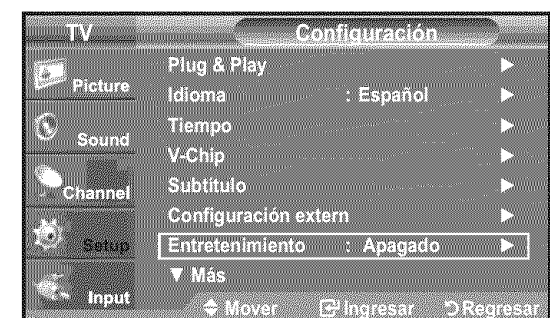 TV
Configuración
Picture
Sound
Channel
Setup
Input
Plug & Play
Idioma : Español
Tiempo
V-Chip
Subtítulo
Configuración extern
Entretenimiento : Apagado
▼ Más
Mover Ingresar Regresar